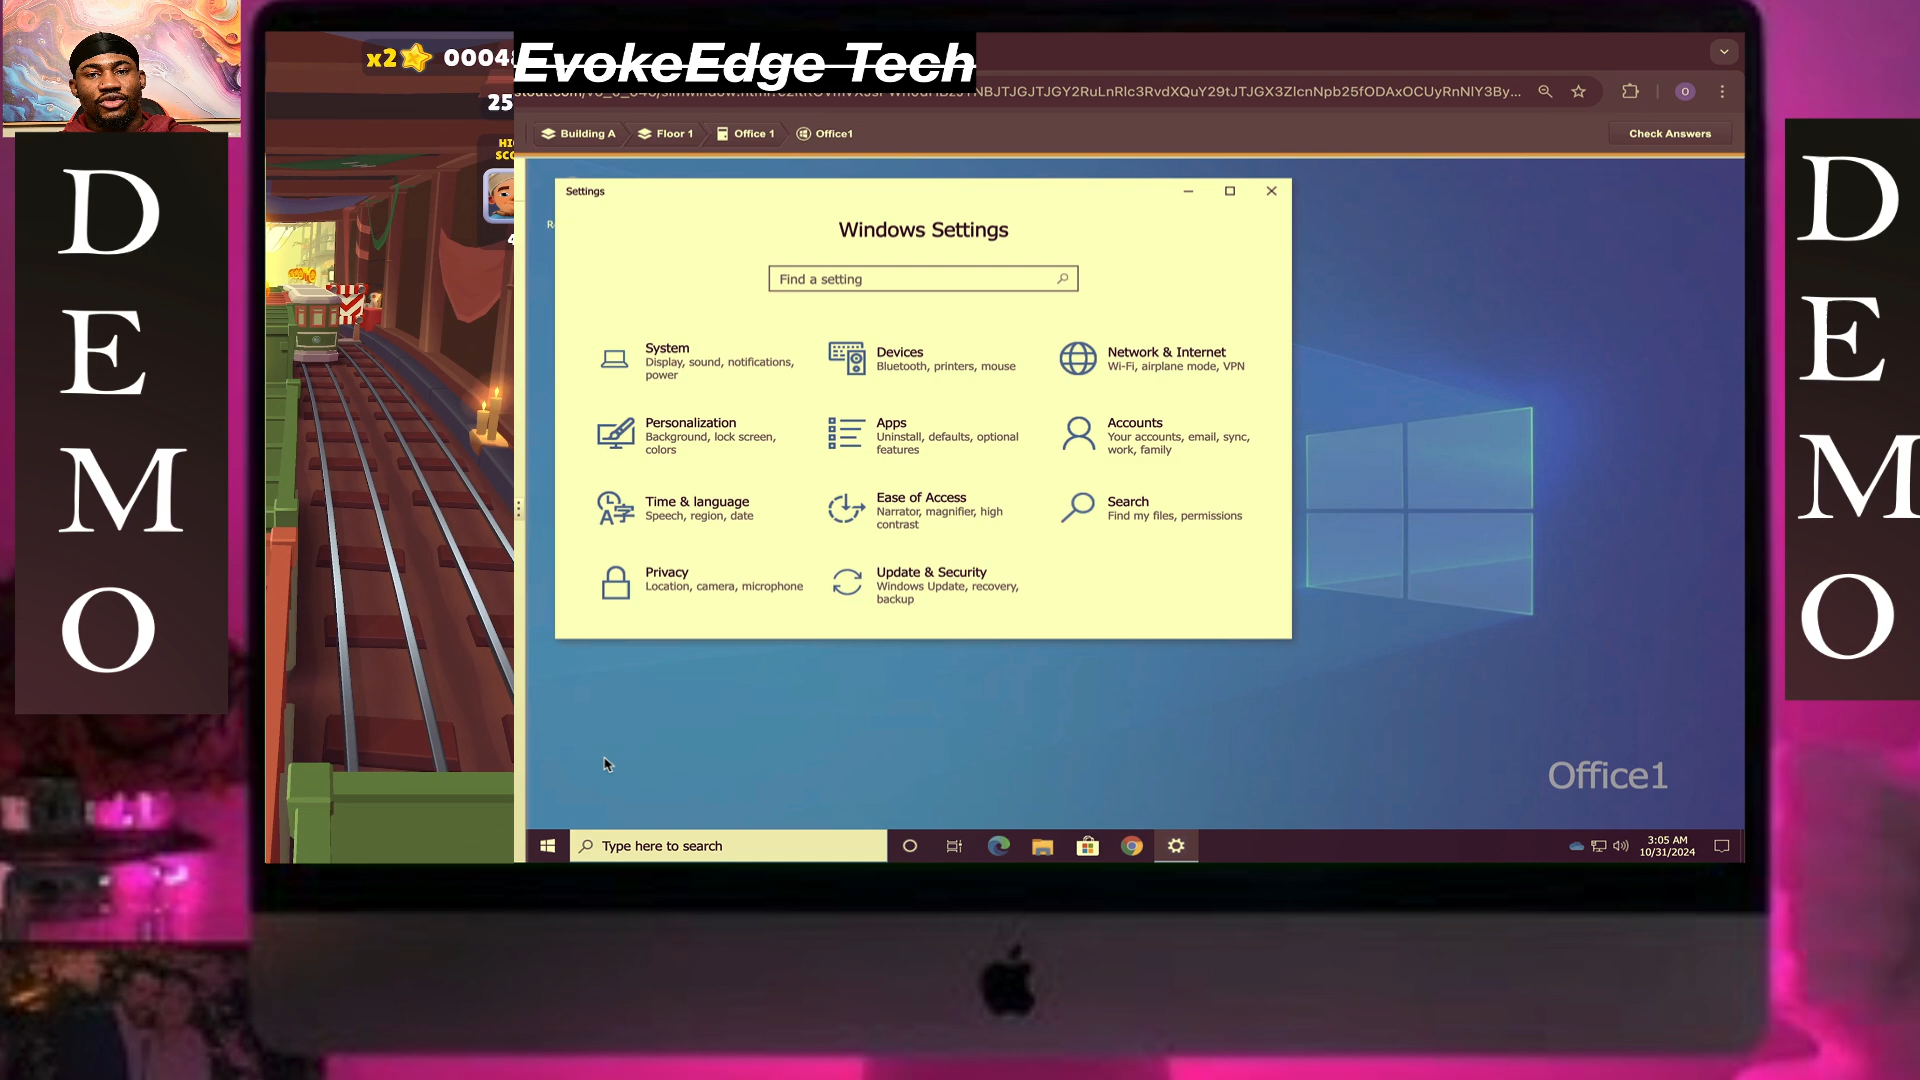 D
E
M
O
x2
25
HI
SCO
EvokeEdge Tech
Building A
Floor 1
Office 1
Office1
Check Answers
Settings
Windows Settings
Find a setting
System
Display, sound, notifications,
power
Devices
Bluetooth, printers, mouse
Network & Internet
Wi-Fi, airplane mode, VPN
Personalization
Background, lock screen,
colors
Apps
Uninstall, defaults, optional
features
Accounts
Your accounts, email, sync,
work, family
Time & language
Speech, region, date
Ease of Access
Narrator, magnifier, high
contrast
Search
Find my files, permissions
Privacy
Location, camera, microphone
Update & Security
Windows Update, recovery,
backup
Office1
Type here to search
3:05 AM
10/31/2024
D
E
M
O